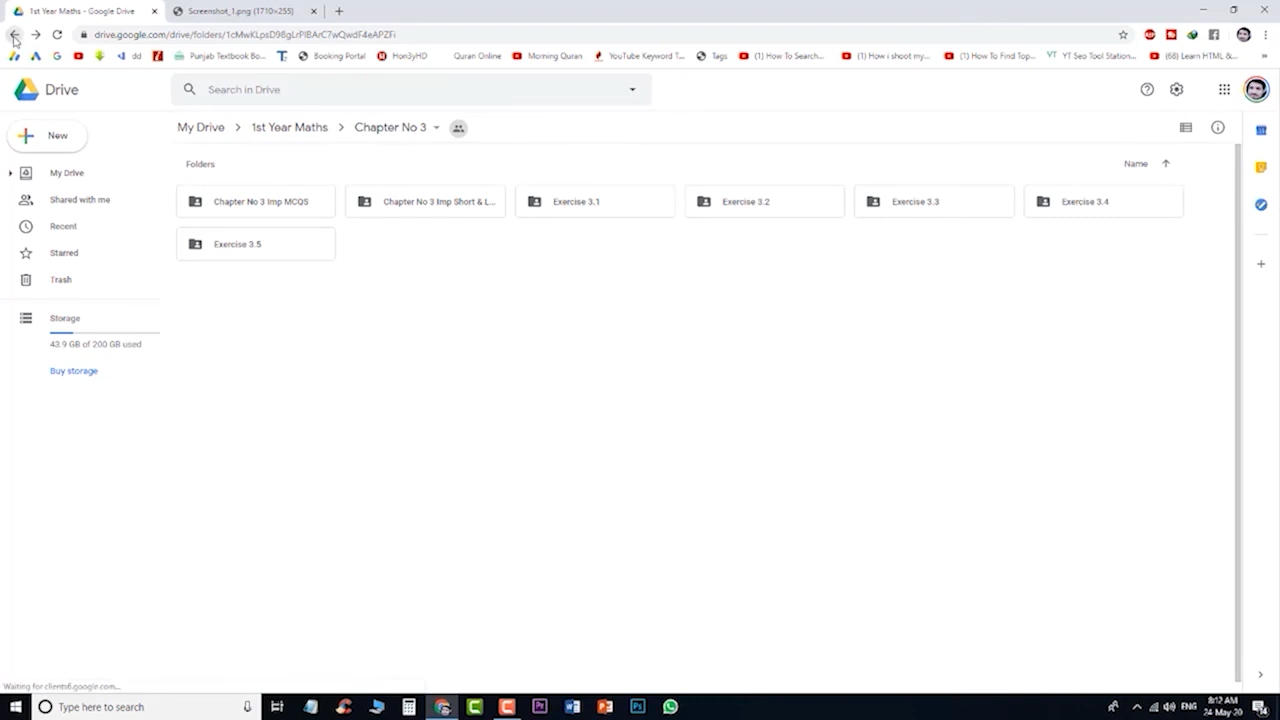 1st Year Maths - Google Drive
Screenshot_1.png (1710×255)
drive.google.com/drive/folders/1cMwKLpsD98gLrPlBArC7wQwdF4eAPZFi
dd
Punjab Textbook Bo...
Booking Portal
Hon3yHD
Quran Online
Morning Quran
YouTube Keyword T...
Tags
(1) How To Search...
(1) How i shoot my...
(1) How To Find Top...
YT Seo Tool Station...
(68) Learn HTML &...
Drive
Search in Drive
New
My Drive
1st Year Maths
Chapter No 3
Folders
Name
My Drive
Shared with me
Recent
Starred
Trash
Storage
43.9 GB of 200 GB used
Buy storage
Chapter No 3 Imp MCQS
Chapter No 3 Imp Short & L...
Exercise 3.1
Exercise 3.2
Exercise 3.3
Exercise 3.4
Exercise 3.5
Waiting for clients6.google.com...
Type here to search
ENG
8:12 AM
24-May-20
14